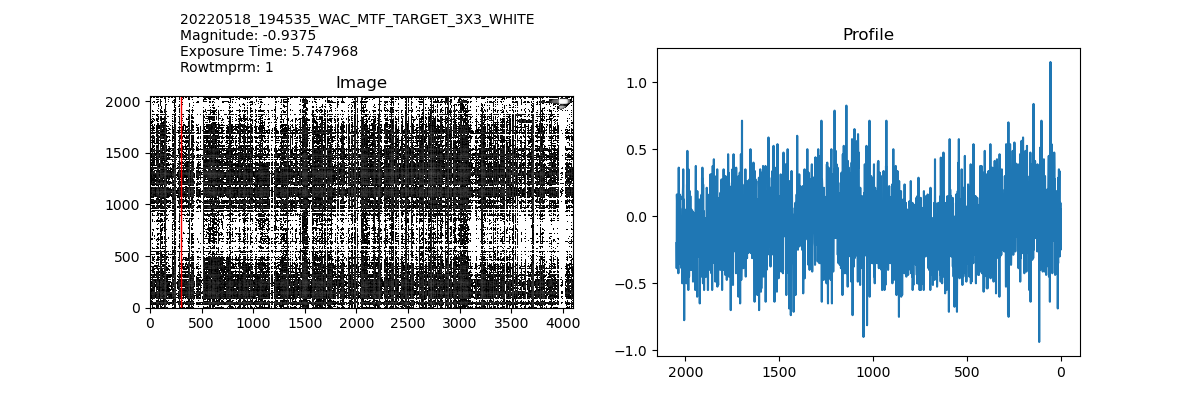 20220518_194535_WAC_MTF_TARGET_3X3_WHITE
Magnitude: -0.9375
Exposure Time: 5.747968
Rowtmprm: 1
Image
2000
1500
1000
500
0
0 500 1000 1500 2000 2500 3000 3500 4000
Profile
1.0
0.5
0.0
−0.5
−1.0
2000 1500 1000 500 0